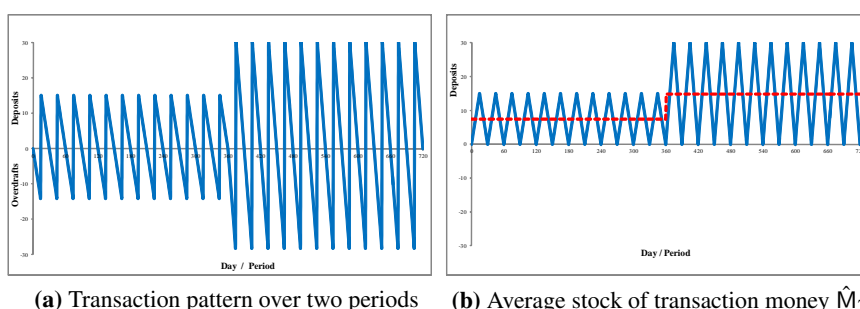 30
20
10
0
-10
-20
-30
Deposits
Overdrafts
0 60 120 180 240 300 360 420 480 540 600 660 720
Day / Period
30
20
10
0
-10
-20
-30
Deposits
0 60 120 180 240 300 360 420 480 540 600 660
Day / Period
(a) Transaction pattern over two periods
(b) Average stock of transaction money M̂